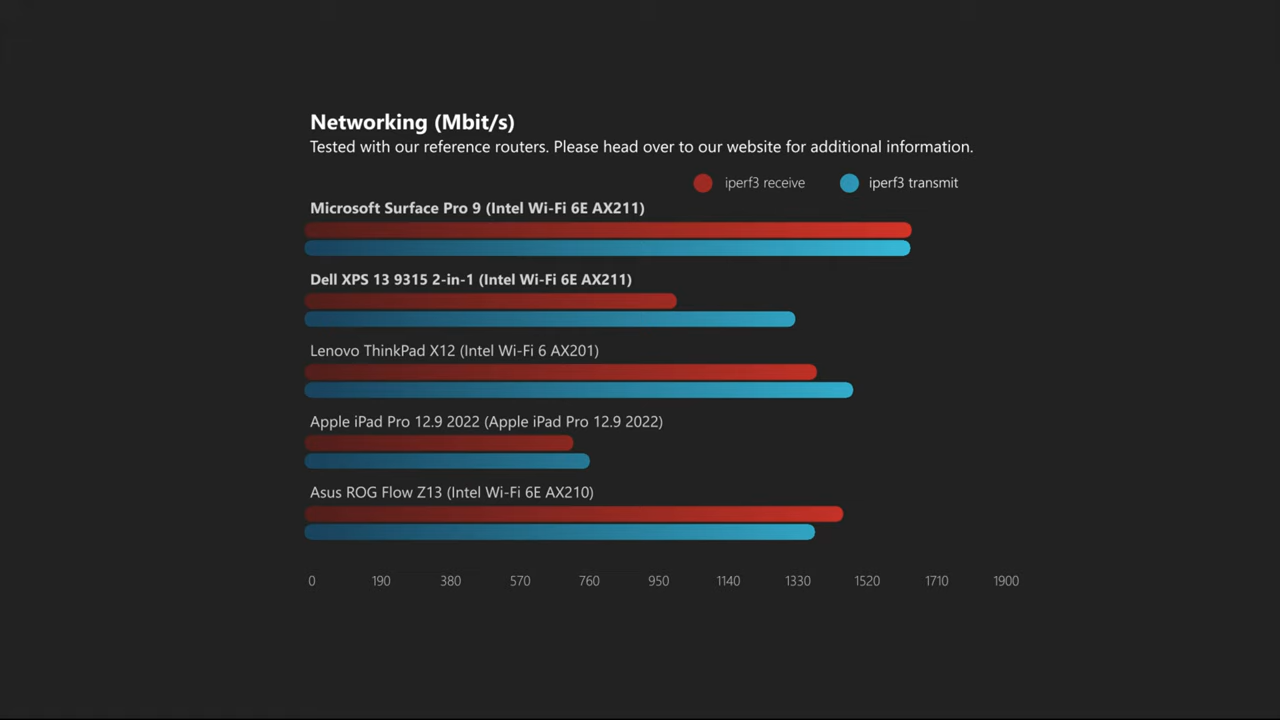 Networking (Mbit/s)
Tested with our reference routers. Please head over to our website for additional information.
iperf3 receive iperf3 transmit
Microsoft Surface Pro 9 (Intel Wi-Fi 6E AX211)
Dell XPS 13 9315 2-in-1 (Intel Wi-Fi 6E AX211)
Lenovo ThinkPad X12 (Intel Wi-Fi 6 AX201)
Apple iPad Pro 12.9 2022 (Apple iPad Pro 12.9 2022)
Asus ROG Flow Z13 (Intel Wi-Fi 6E AX210)
0 190 380 570 760 950 1140 1330 1520 1710 1900